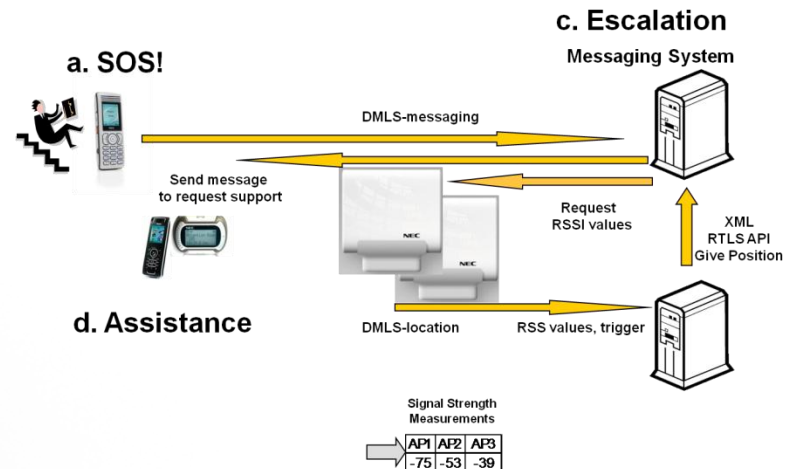 c. Escalation
Messaging System
a. SOS!
DMLS-messaging
Send message
to request support
Request
RSSI values
XML
RTLS API
Give Position
NEC
NEC
NEC
d. Assistance
DMLS-location
RSS values, trigger
Signal Strength
Measurements
AP1 AP2 AP3
-75 -53 -39